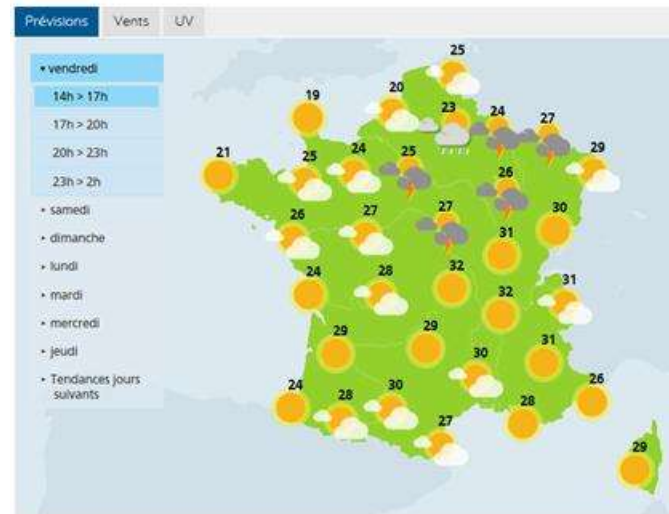 Prévisions Vents UV
▾ vendredi
14h > 17h
17h > 20h
20h > 23h
23h > 2h
▸ samedi
▸ dimanche
▸ lundi
▸ mardi
▸ mercredi
▸ jeudi
▸ Tendances jours
suivants
25
20
19
23
24
27
21
25
24
25
29
26
26
27
27
30
31
24
28
32
32
31
29
29
30
31
24
28
30
27
28
26
29